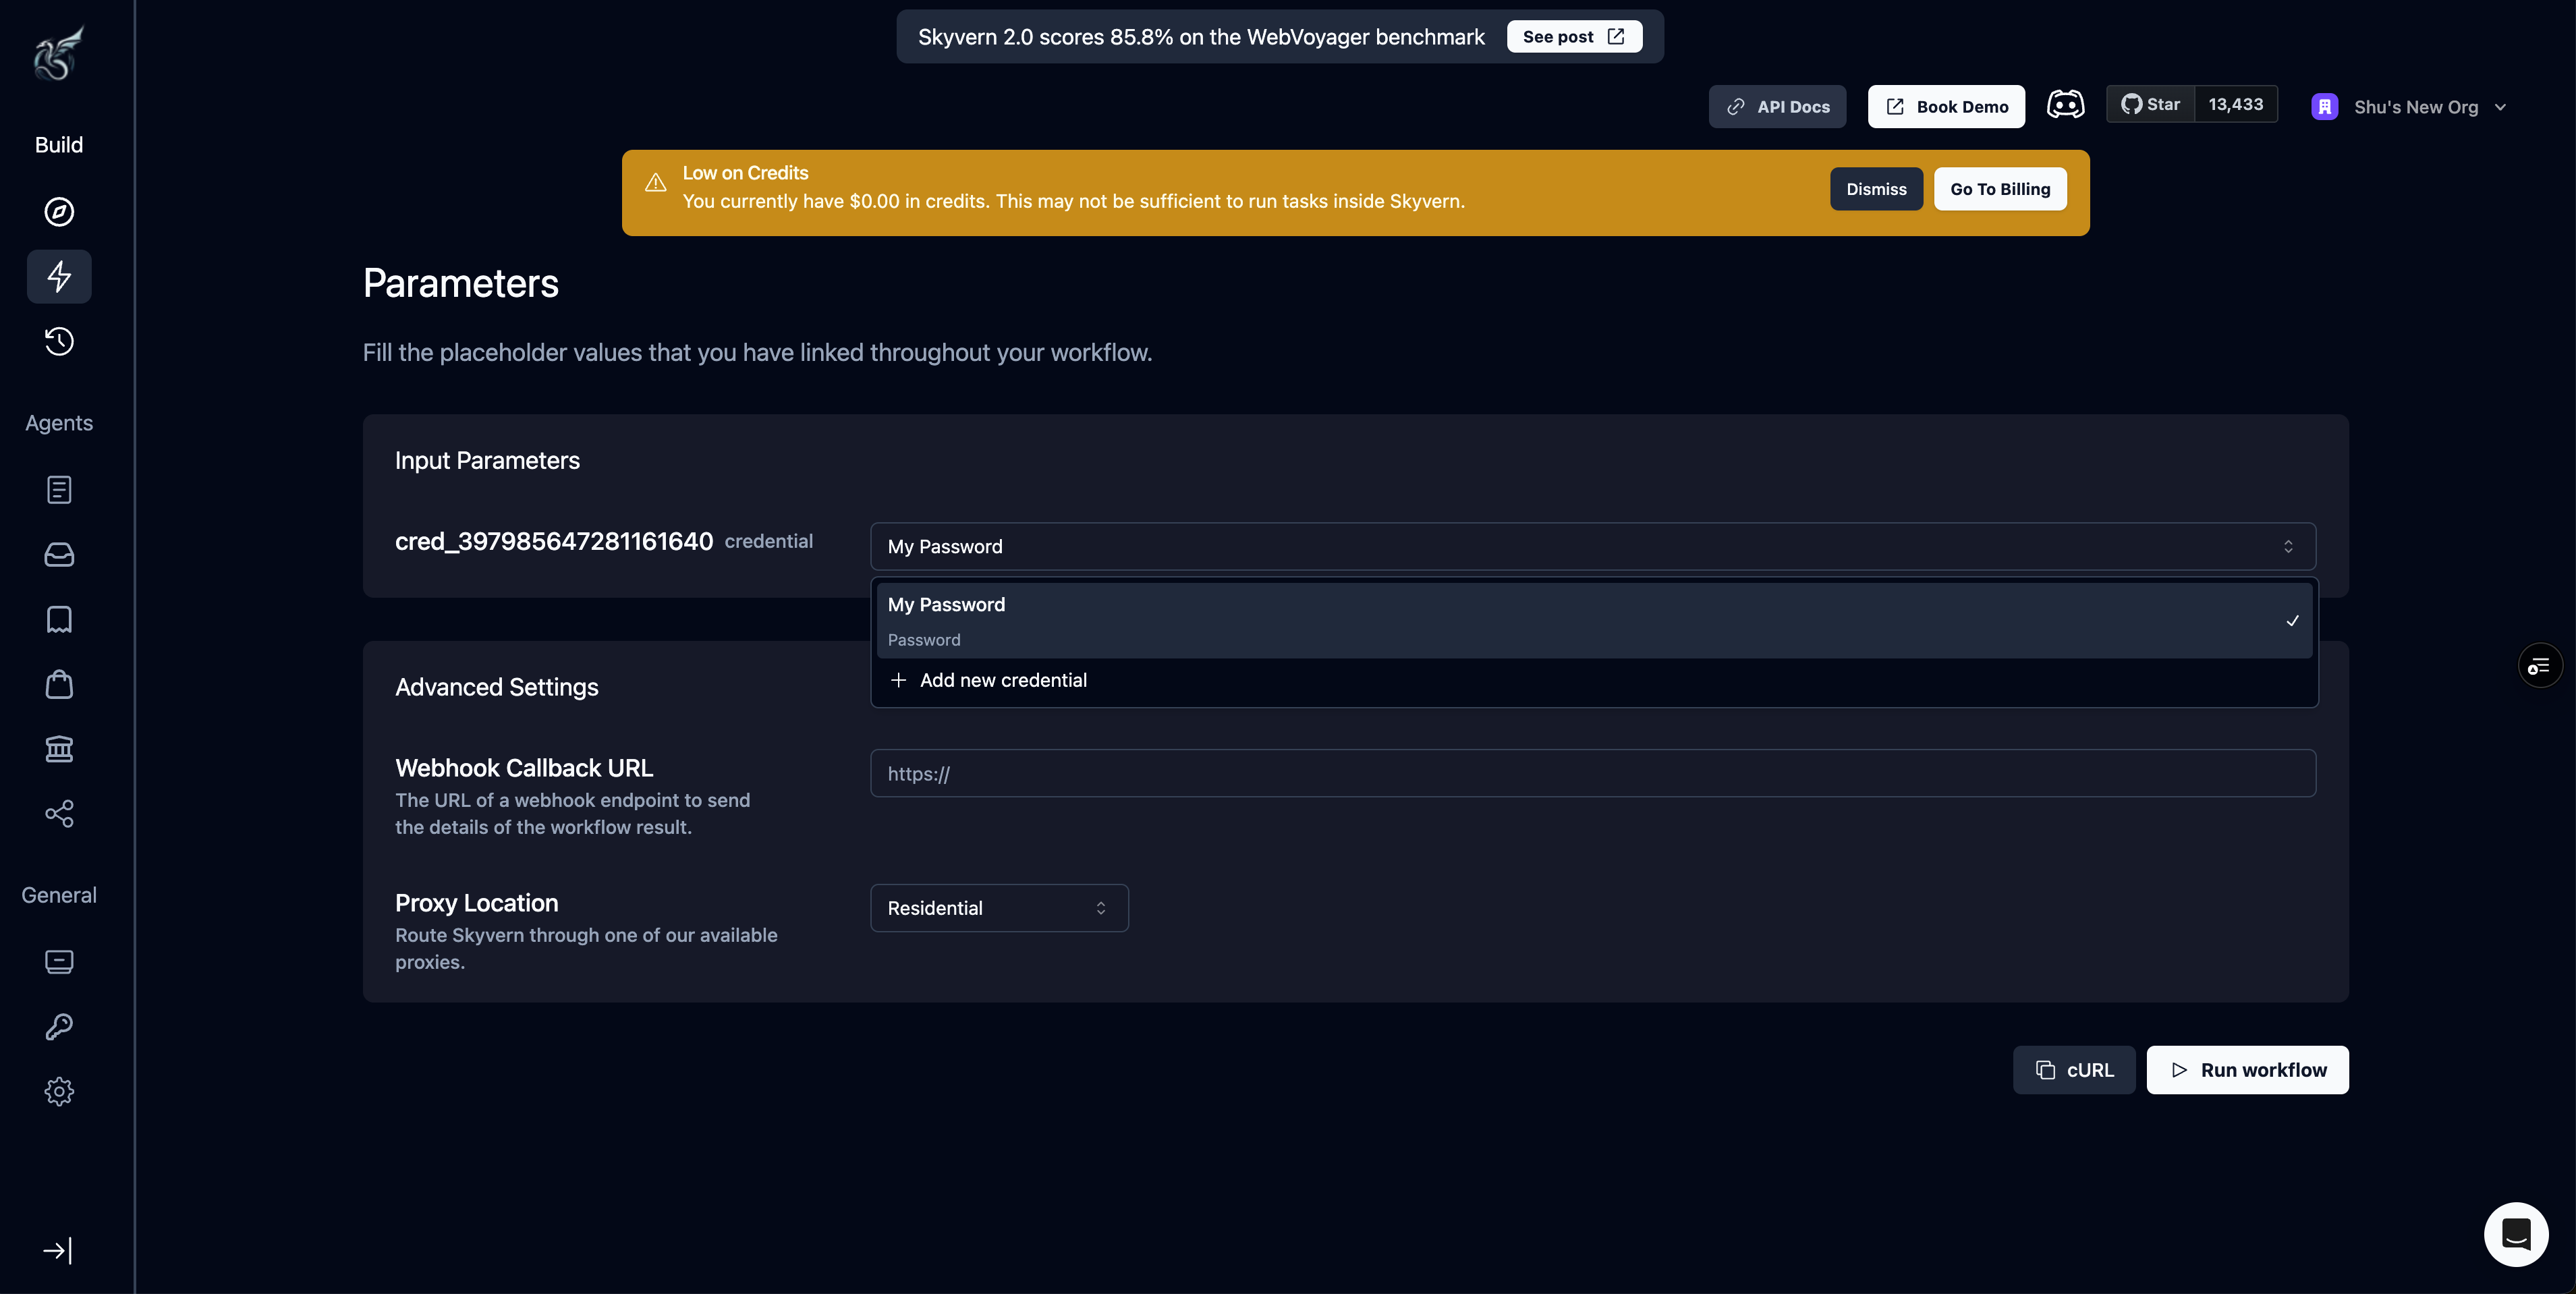 Skyvern 2.0 scores 85.8% on the WebVoyager benchmark
See post
API Docs
Book Demo
Star
13,433
Shu's New Org
Low on Credits
You currently have $0.00 in credits. This may not be sufficient to run tasks inside Skyvern.
Dismiss
Go To Billing
Build
Agents
General
Parameters
Fill the placeholder values that you have linked throughout your workflow.
Input Parameters
cred_397985647281161640 credential
My Password
My Password
Password
Add new credential
Advanced Settings
Webhook Callback URL
The URL of a webhook endpoint to send
the details of the workflow result.
https://
Proxy Location
Route Skyvern through one of our available
proxies.
Residential
cURL
Run workflow